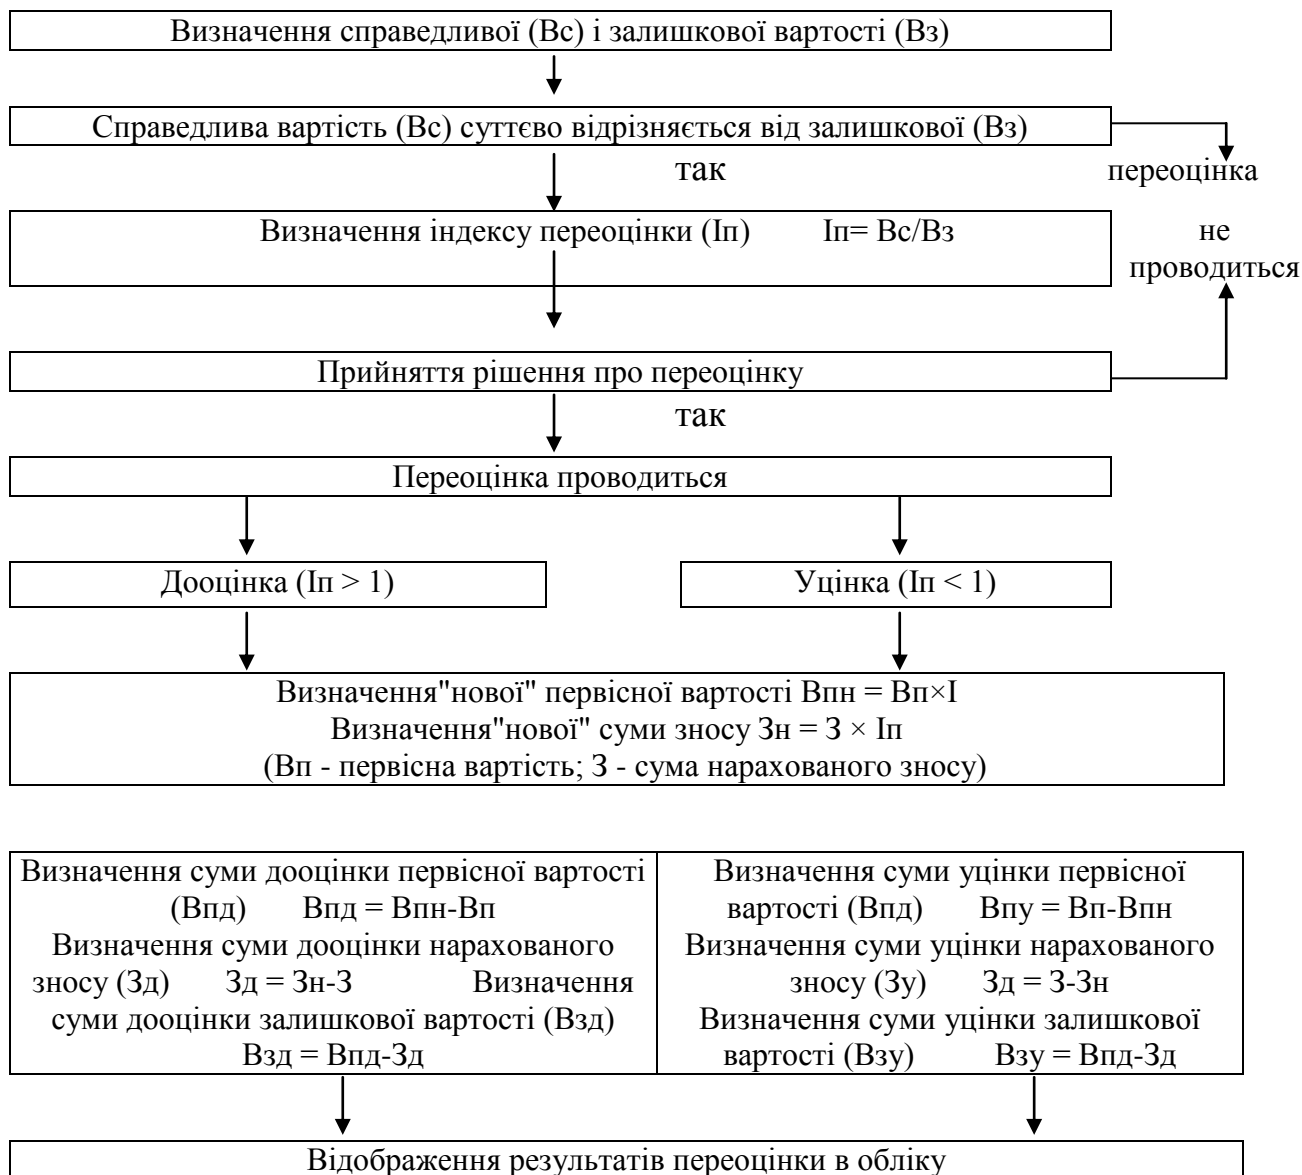 Визначення справедливої (Вс) і залишкової вартості (Вз)
Справедлива вартість (Вс) суттєво відрізняється від залишкової (Вз)
так
переоцінка
Визначення індексу переоцінки (Іп) Іп= Вс/Вз
не
проводиться
Прийняття рішення про переоцінку
так
Переоцінка проводиться
Дооцінка (Іп > 1)
Уцінка (Іп < 1)
Визначення"нової" первісної вартості Впн = Вп×І
Визначення"нової" суми зносу Зн = З × Іп
(Вп - первісна вартість; З - сума нарахованого зносу)
Визначення суми дооцінки первісної вартості
(Впд) Впд = Впн-Вп
Визначення суми дооцінки нарахованого
зносу (Зд) Зд = Зн-З Визначення
суми дооцінки залишкової вартості (Взд)
Взд = Впд-Зд
Визначення суми уцінки первісної
вартості (Впд) Впу = Вп-Впн
Визначення суми уцінки нарахованого
зносу (Зу) Зд = З-Зн
Визначення суми уцінки залишкової
вартості (Взу) Взу = Впд-Зд
Відображення результатів переоцінки в обліку